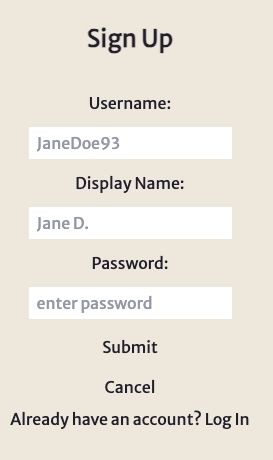 Sign Up
Username:
JaneDoe93
Display Name:
Jane D.
Password:
enter password
Submit
Cancel
Already have an account? Log In